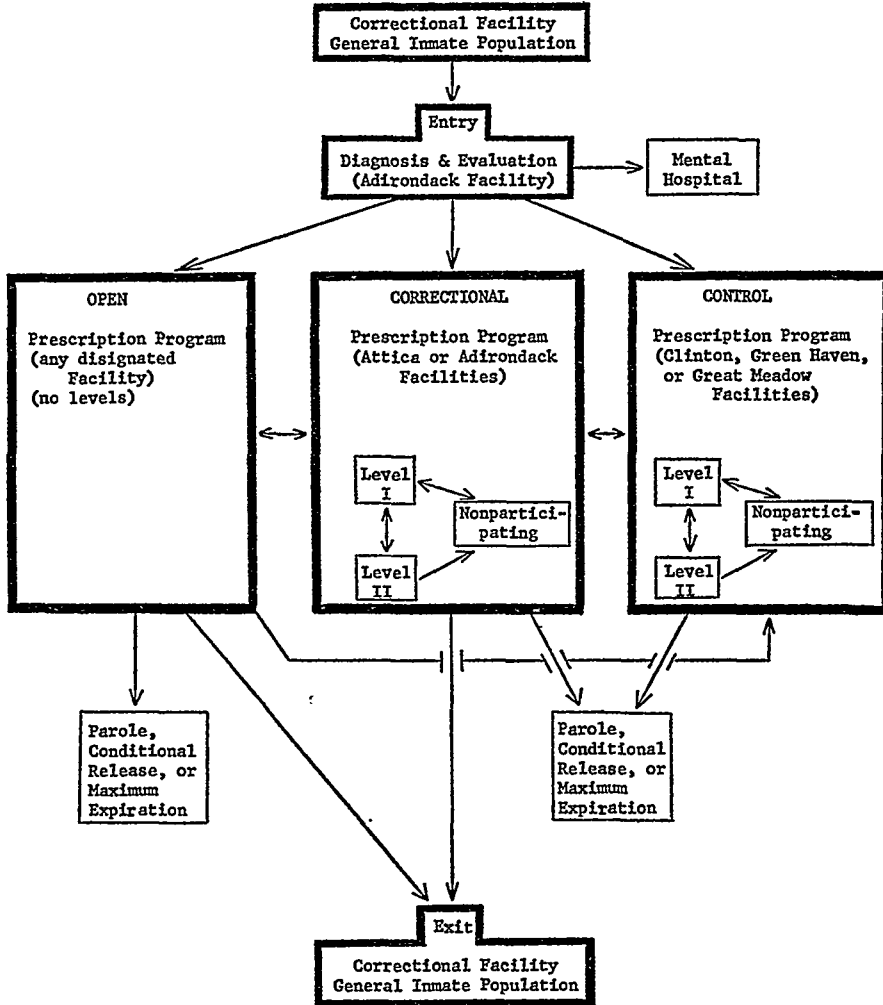 Correctional Facility
General Inmate Population
Entry
Diagnosis & Evaluation
(Adirondack Facility)
Mental
Hospital
OPEN
Prescription Program
(any disignated
Facility)
(no levels)
CORRECTIONAL
Prescription Program
(Attica or Adirondack
Facilities)
Level
I
Nonpartici-
pating
Level
II
CONTROL
Prescription Program
(Clinton, Green Haven,
or Great Meadow
Facilities)
Level
I
Nonpartici-
pating
Level
II
Parole,
Conditional
Release, or
Maximum
Expiration
Parole,
Conditional
Release, or
Maximum
Expiration
Exit
Correctional Facility
General Inmate Population